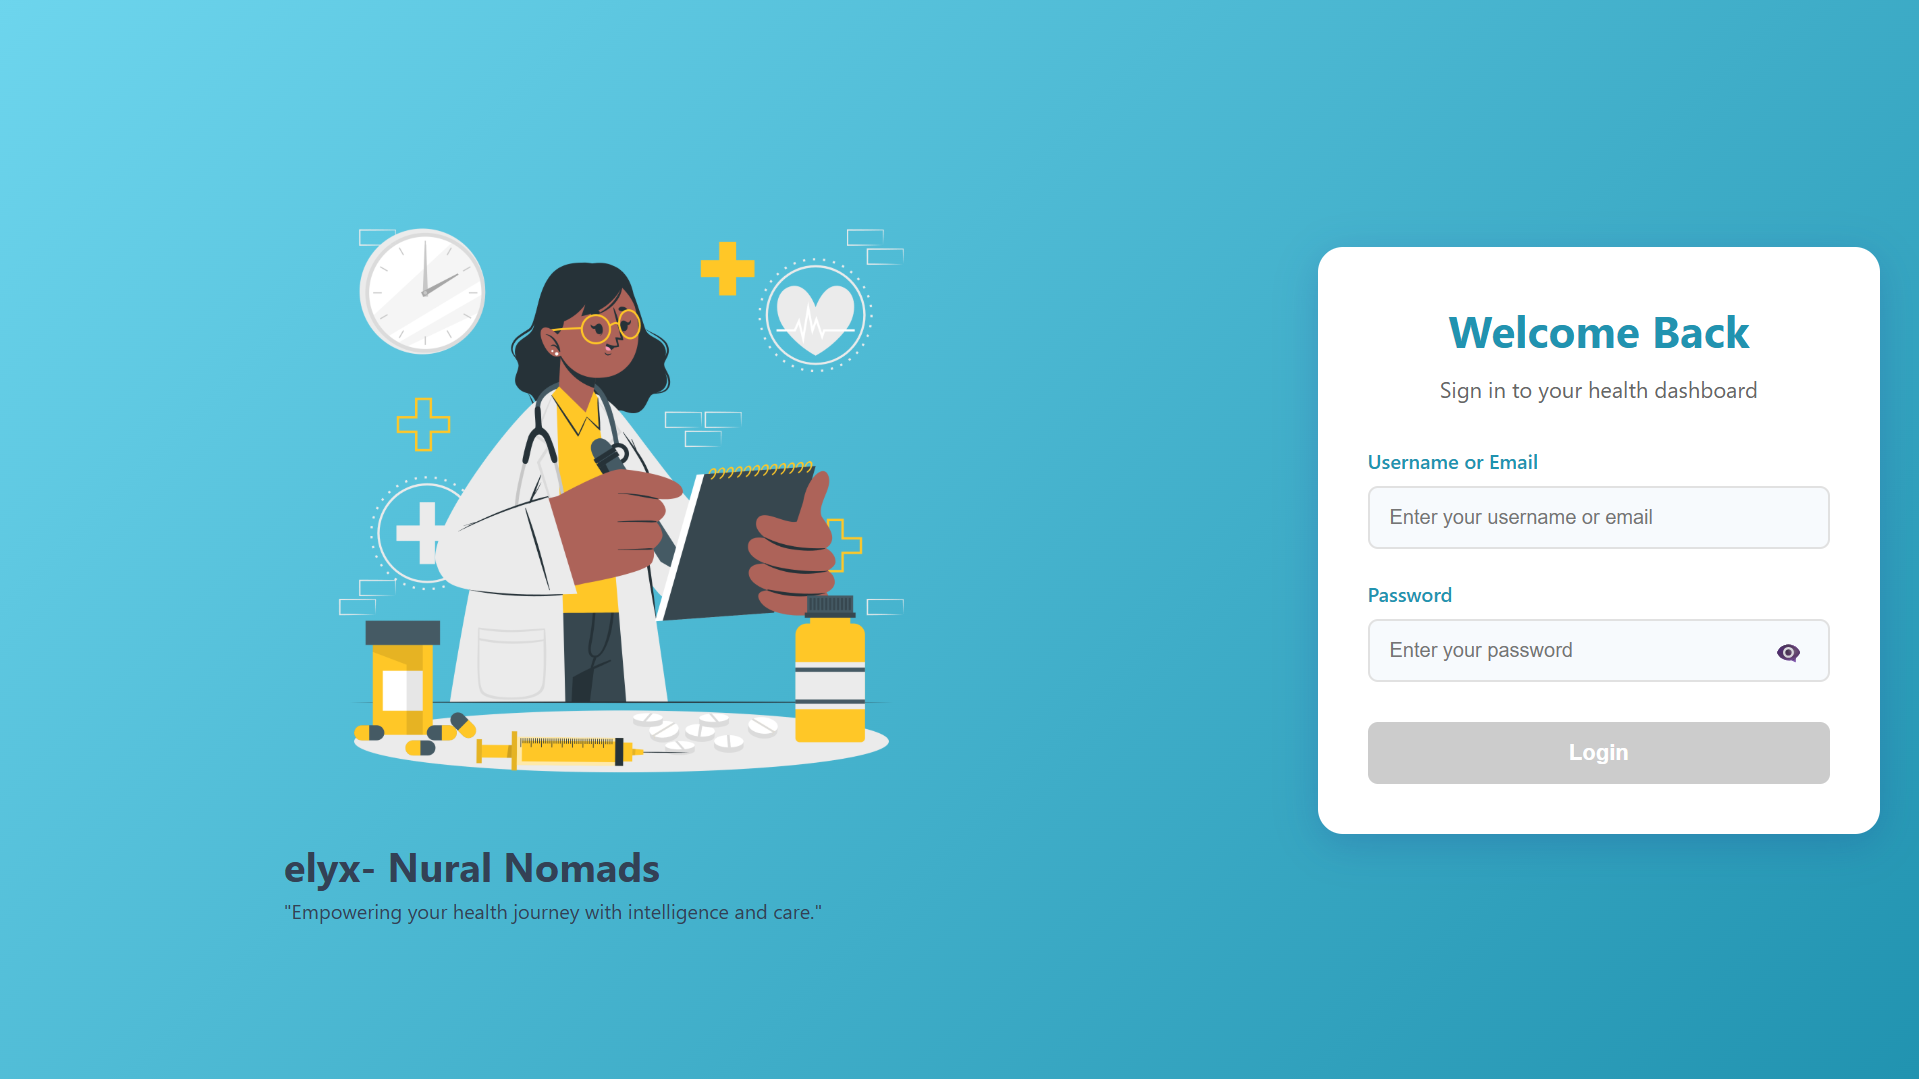 Welcome Back
Sign in to your health dashboard
Username or Email
Enter your username or email
Password
Enter your password
Login
elyx- Nural Nomads
"Empowering your health journey with intelligence and care."